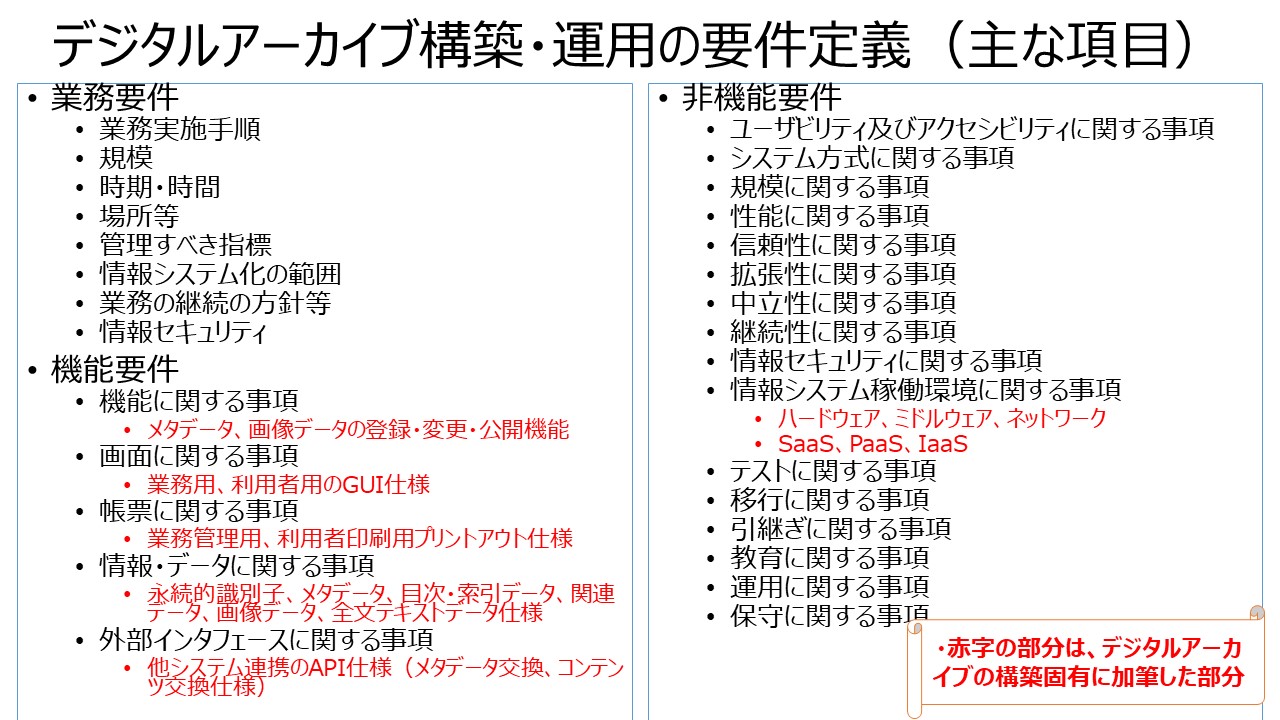 デジタルアーカイブ構築・運用の要件定義（主な項目）
• 業務要件
• 業務実施手順
• 規模
• 時期・時間
• 場所等
• 管理すべき指標
• 情報システム化の範囲
• 業務の継続の方針等
• 情報セキュリティ
• 機能要件
• 機能に関する事項
• メタデータ、画像データの登録・変更・公開機能
• 画面に関する事項
• 業務用、利用者用のGUI仕様
• 帳票に関する事項
• 業務管理用、利用者印刷用プリントアウト仕様
• 情報・データに関する事項
• 永続的識別子、メタデータ、目次・索引データ、関連
データ、画像データ、全文テキストデータ仕様
• 外部インタフェースに関する事項
• 他システム連携のAPI仕様（メタデータ交換、コンテン
ツ交換仕様）
• 非機能要件
• ユーザビリティ及びアクセシビリティに関する事項
• システム方式に関する事項
• 規模に関する事項
• 性能に関する事項
• 信頼性に関する事項
• 拡張性に関する事項
• 中立性に関する事項
• 継続性に関する事項
• 情報セキュリティに関する事項
• 情報システム稼働環境に関する事項
• ハードウェア、ミドルウェア、ネットワーク
• SaaS、PaaS、IaaS
• テストに関する事項
• 移行に関する事項
• 引継ぎに関する事項
• 教育に関する事項
• 運用に関する事項
• 保守に関する事項
・赤字の部分は、デジタルアーカ
イブの構築固有に加筆した部分